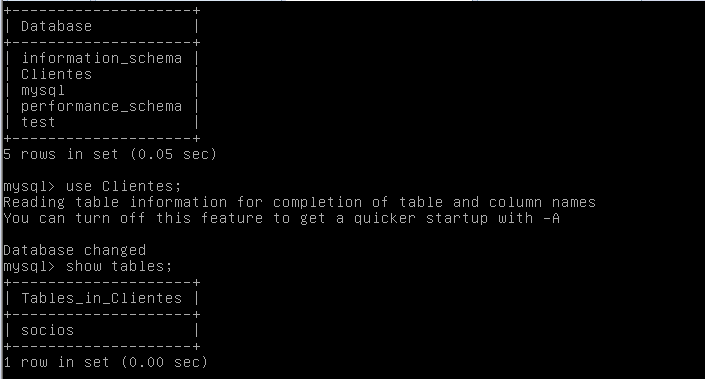 +--------------------+
| Database           |
+--------------------+
| information_schema |
| Clientes           |
| mysql              |
| performance_schema |
| test               |
+--------------------+
5 rows in set (0.05 sec)

mysql> use Clientes;
Reading table information for completion of table and column names
You can turn off this feature to get a quicker startup with -A

Database changed
mysql> show tables;
+--------------------+
| Tables_in_Clientes |
+--------------------+
| socios             |
+--------------------+
1 row in set (0.00 sec)